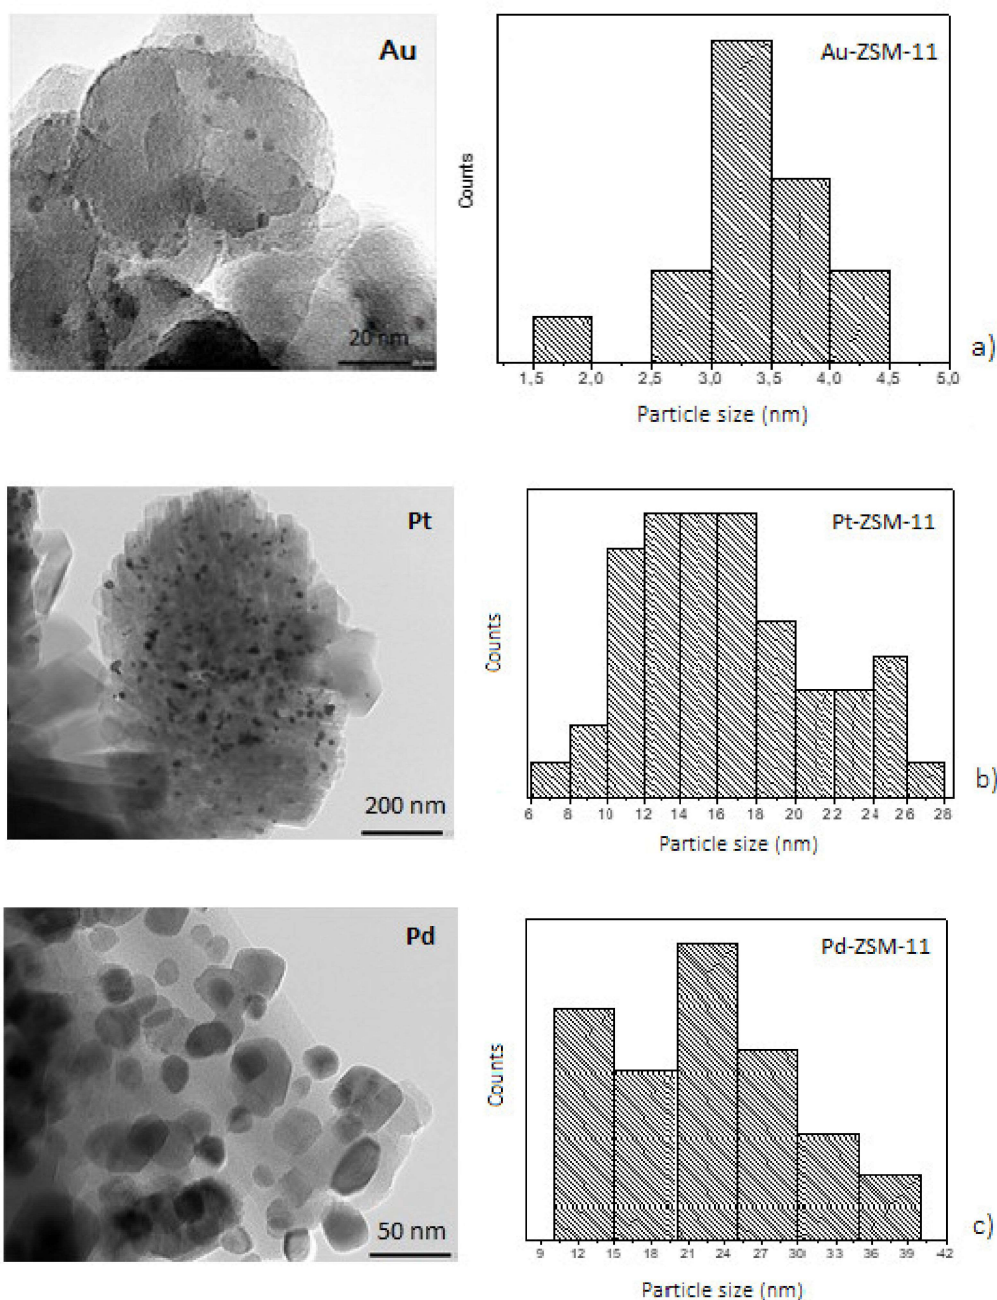 Au
20 nm
Au-ZSM-11
Counts
1,5 2,0 2,5 3,0 3,5 4,0 4,5 5,0
Particle size (nm)
a)
Pt
200 nm
Pt-ZSM-11
Counts
6 8 10 12 14 16 18 20 22 24 26 28
Particle size (nm)
b)
Pd
50 nm
Pd-ZSM-11
Counts
9 12 15 18 21 24 27 30 33 36 39 42
Particle size (nm)
c)